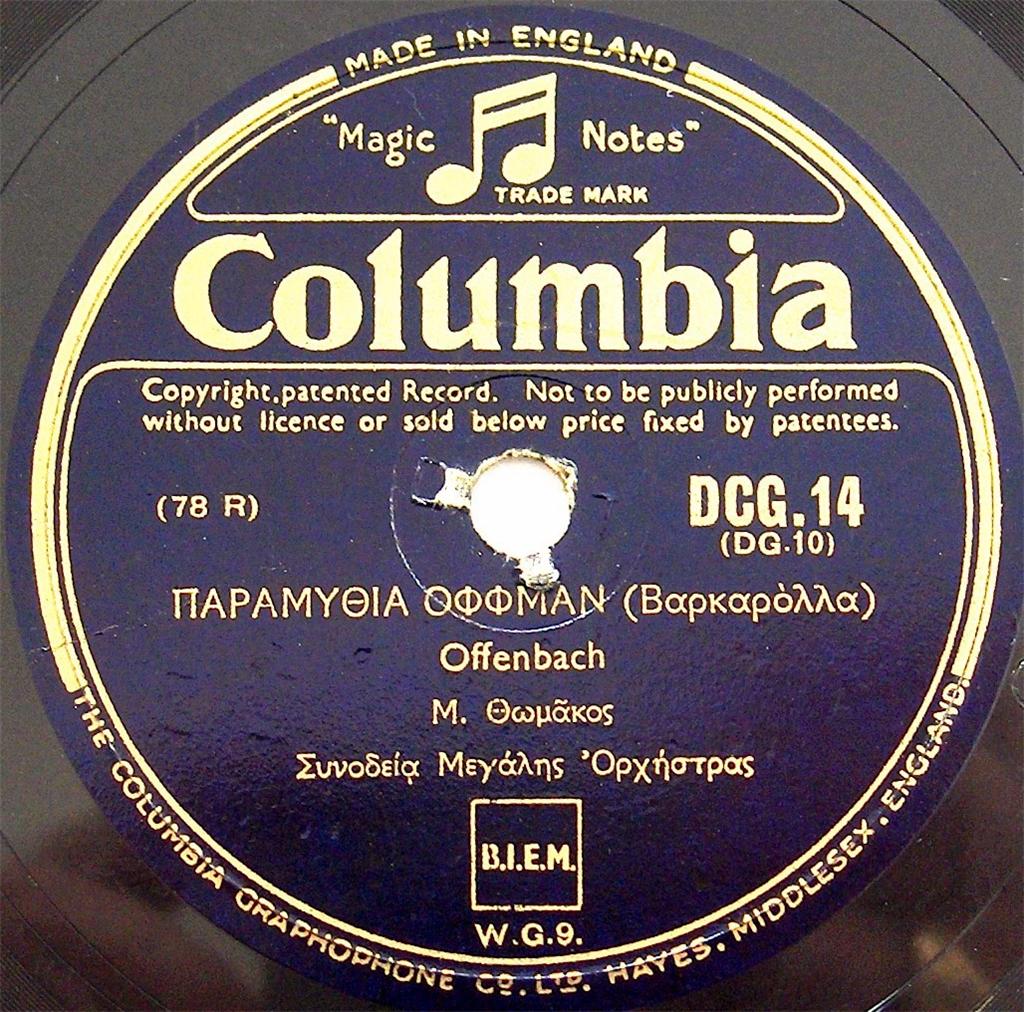 MADE IN ENGLAND
"Magic Notes"
TRADE MARK
Columbia
Copyright, patented Record. Not to be publicly performed
without licence or sold below price fixed by patentees.
(78 R)
DCG.14
(DG.10)
ΠΑΡΑΜΥΘΙΑ ΟΦΦΜΑΝ (Βαρκαρòλλα)
Offenbach
Μ. Θωμᾶκος
Συνοδείᾳ Μεγάλης Ὀρχήστρας
B.I.E.M.
W.G.9.
THE COLUMBIA GRAPHOPHONE CO. LTD. HAYES. MIDDLESEX. ENGLAND.